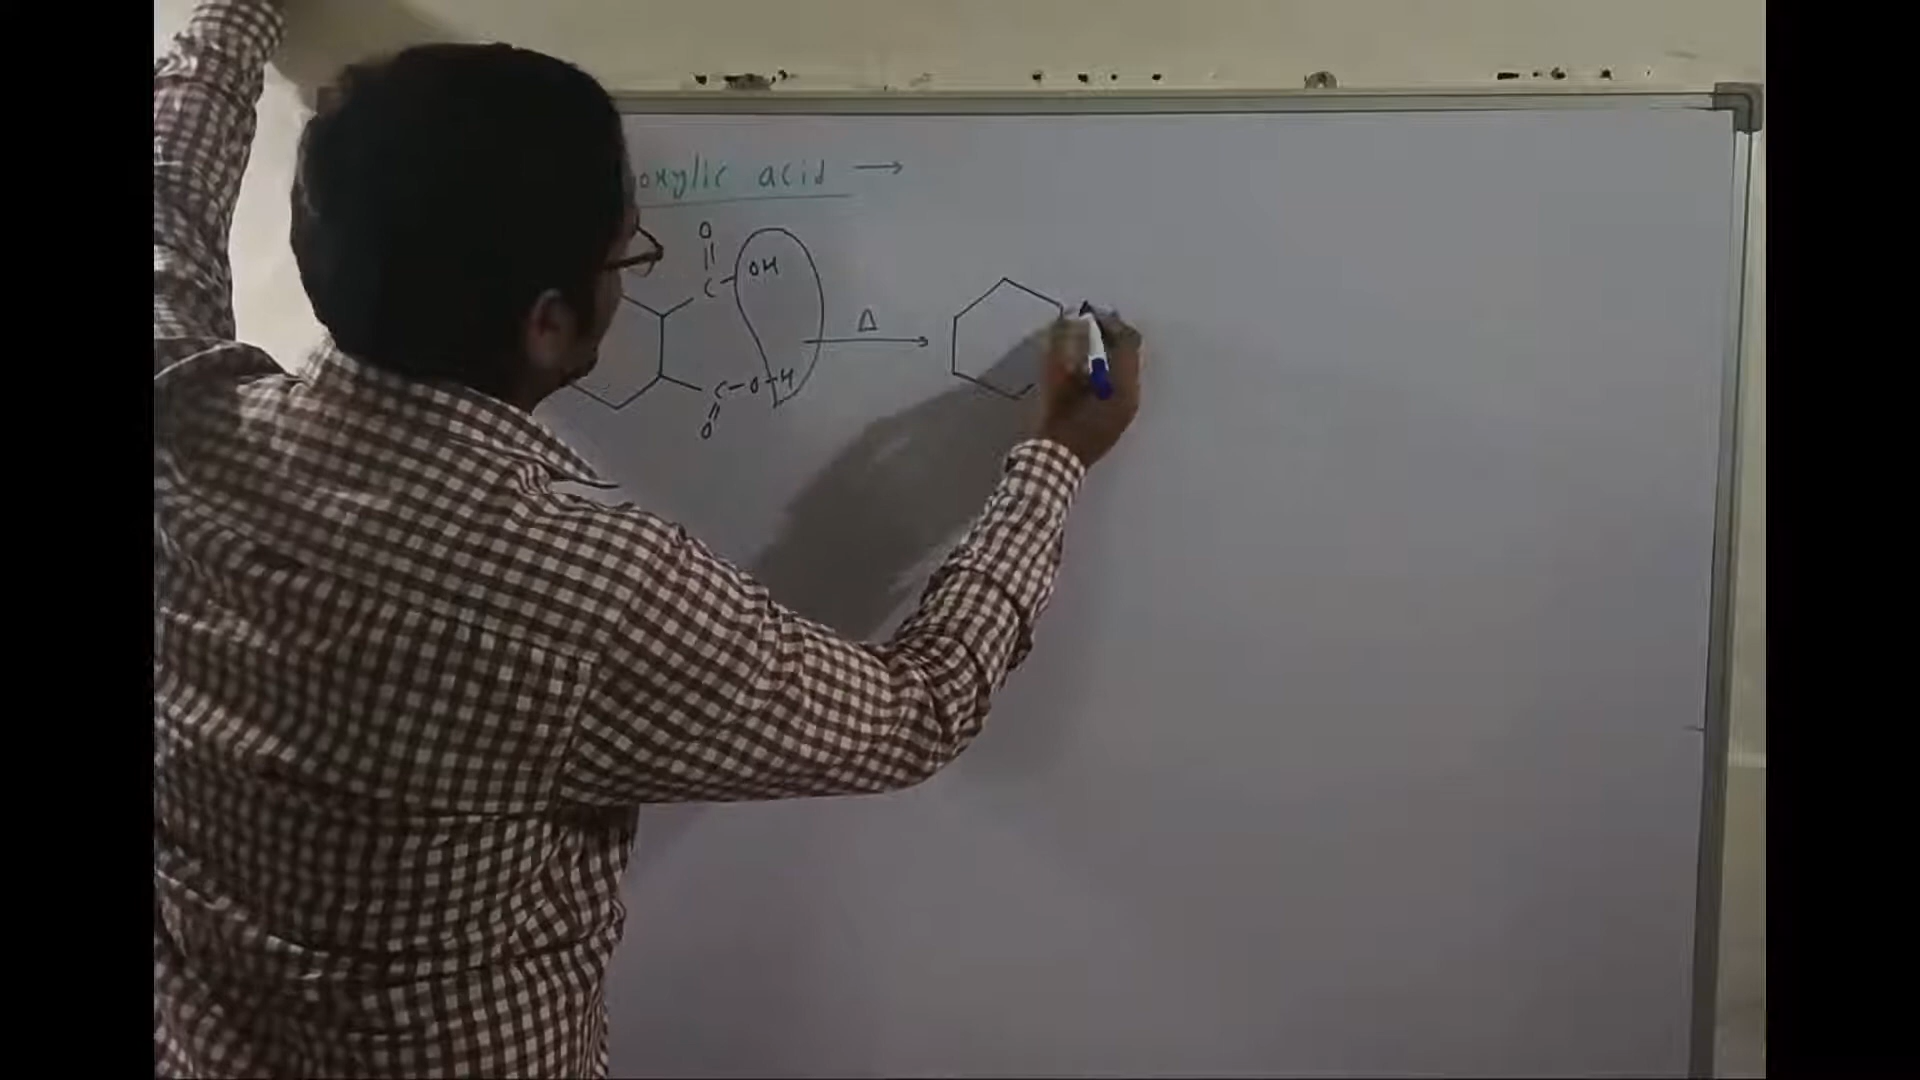 oxylic acid →
O
|| 
C - OH
Δ
C - O - H
||
O